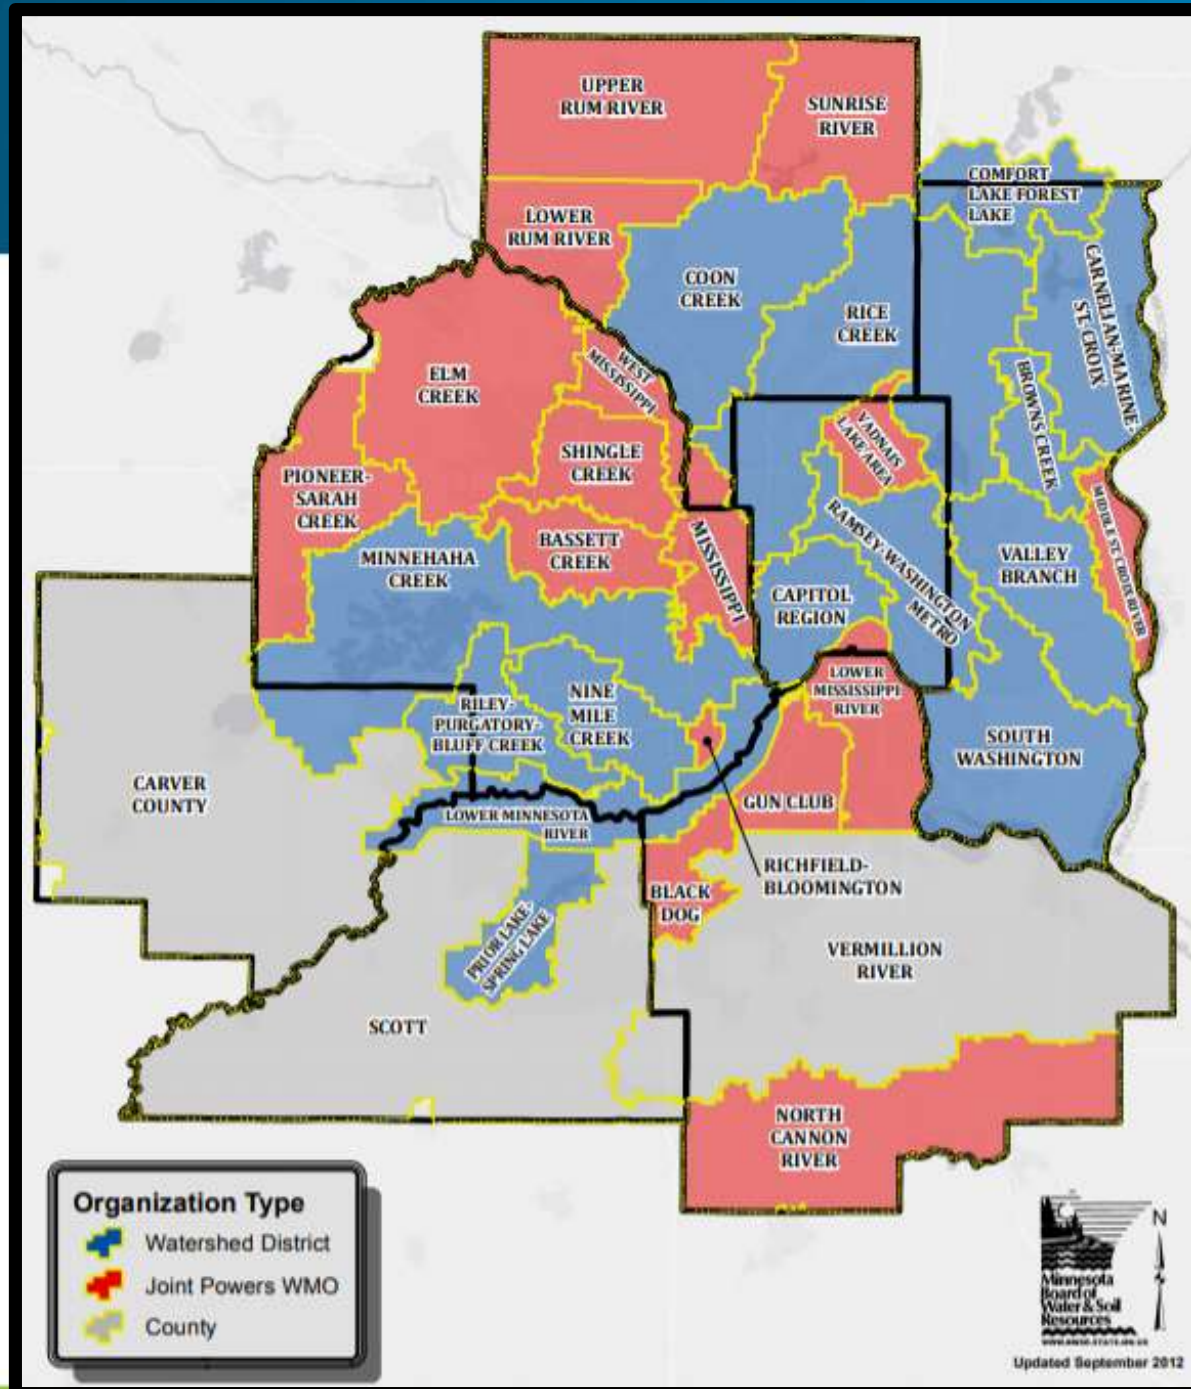 UPPER
RUM RIVER
SUNRISE
RIVER
COMFORT
LAKE FOREST
LAKE
LOWER
RUM RIVER
COON
CREEK
RICE
CREEK
CARNELIAN-MARINE-
ST. CROIX
ELM
CREEK
WEST
MISSISSIPPI
BROWNS CREEK
VADNAIS
LAKE AREA
SHINGLE
CREEK
PIONEER-
SARAH
CREEK
MIDDLE ST. CROIX RIVER
RAMSEY-WASHINGTON
METRO
BASSETT
CREEK
MISSISSIPPI
MINNEHAHA
CREEK
VALLEY
BRANCH
CAPITOL
REGION
LOWER
MISSISSIPPI
RIVER
NINE
MILE
CREEK
RILEY-
PURGATORY-
BLUFF CREEK
SOUTH
WASHINGTON
CARVER
COUNTY
GUN CLUB
LOWER MINNESOTA
RIVER
RICHFIELD-
BLOOMINGTON
BLACK
DOG
PRIOR LAKE-
SPRING LAKE
VERMILLION
RIVER
SCOTT
NORTH
CANNON
RIVER
Organization Type
Watershed District
Joint Powers WMO
County
N
Minnesota
Board of
Water & Soil
Resources
Updated September 2012